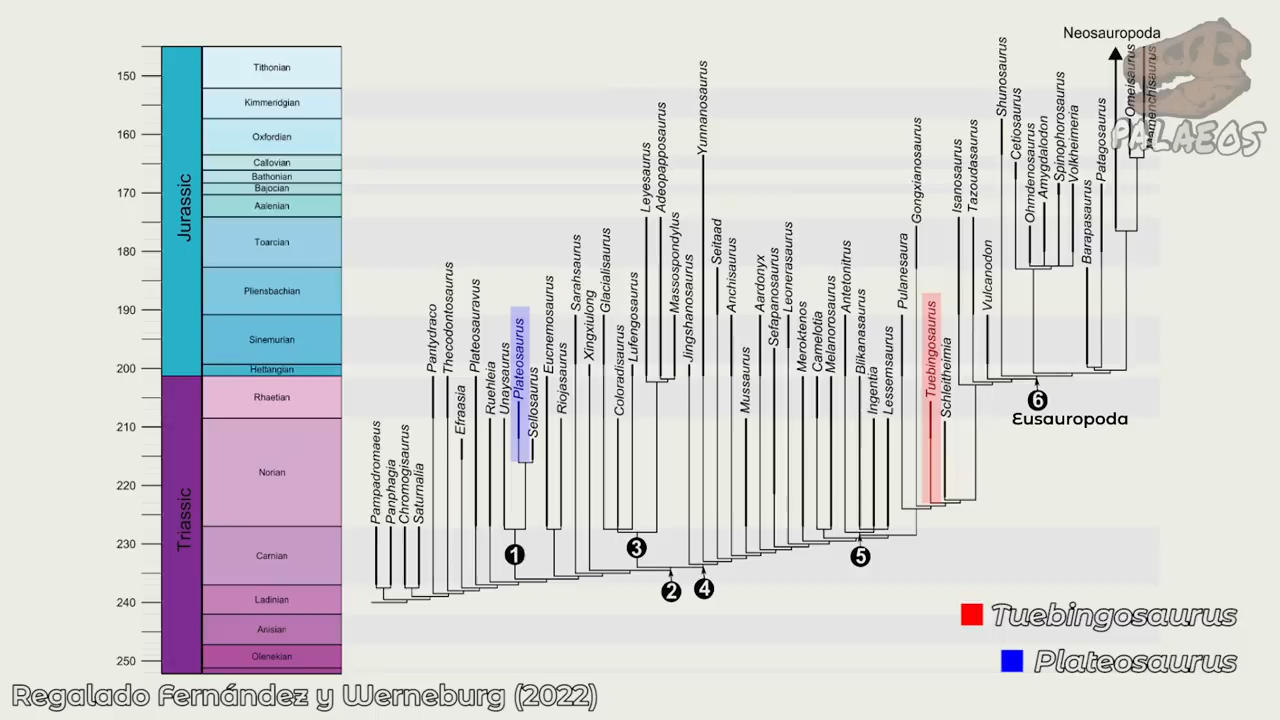 Neosauropoda
PALAEOS
Jurassic
Triassic
150
160
170
180
190
200
210
220
230
240
250
Tithonian
Kimmeridgian
Oxfordian
Callovian
Bathonian
Bajocian
Aalenian
Toarcian
Pliensbachian
Sinemurian
Hettangian
Rhaetian
Norian
Carnian
Ladinian
Anisian
Olenekian
Pampadromaeus
Panphagia
Chromogisaurus
Saturnalia
Pantydraco
Thecodontosaurus
Efraasia
Plateosauravus
Ruehleia
Unaysaurus
Plateosaurus
Sellosaurus
Eucnemosaurus
Riojasaurus
Sarahsaurus
Xingxiulong
Glacialisaurus
Coloradisaurus
Lufengosaurus
Leyesaurus
Adeopapposaurus
Massospondylus
Jingshanosaurus
Yunnanosaurus
Seitaad
Anchisaurus
Mussaurus
Aardonyx
Sefapanosaurus
Leonerasaurus
Meroktenos
Camelotia
Melanorosaurus
Antetonitrus
Blikanasaurus
Ingentia
Lessemsaurus
Pulanesaura
Gongxianosaurus
Tuebingosaurus
Schleitheimia
Isanosaurus
Tazoudasaurus
Vulcanodon
Shunosaurus
Cetiosaurus
Ohmdenosaurus
Amygdalodon
Spinophorosaurus
Volkheimeria
Barapasaurus
Patagosaurus
Omeisaurus
Mamenchisaurus
1
2
3
4
5
6
Eusauropoda
Tuebingosaurus
Plateosaurus
Regalado Fernández y Werneburg (2022)